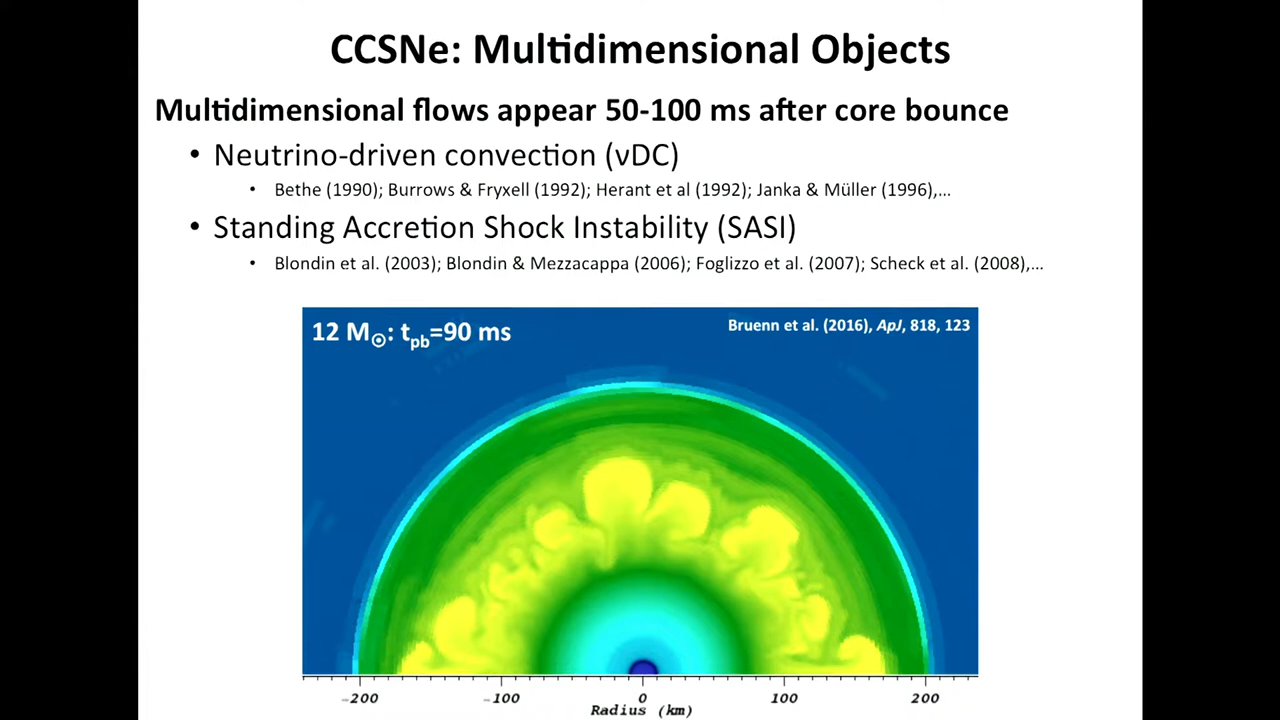 CCSNe: Multidimensional Objects
Multidimensional flows appear 50-100 ms after core bounce
• Neutrino-driven convection (νDC)
• Bethe (1990); Burrows & Fryxell (1992); Herant et al (1992); Janka & Müller (1996),...
• Standing Accretion Shock Instability (SASI)
• Blondin et al. (2003); Blondin & Mezzacappa (2006); Foglizzo et al. (2007); Scheck et al. (2008),...
12 M☉: tpb=90 ms
Bruenn et al. (2016), ApJ, 818, 123
-200 -100 0 100 200
Radius (km)